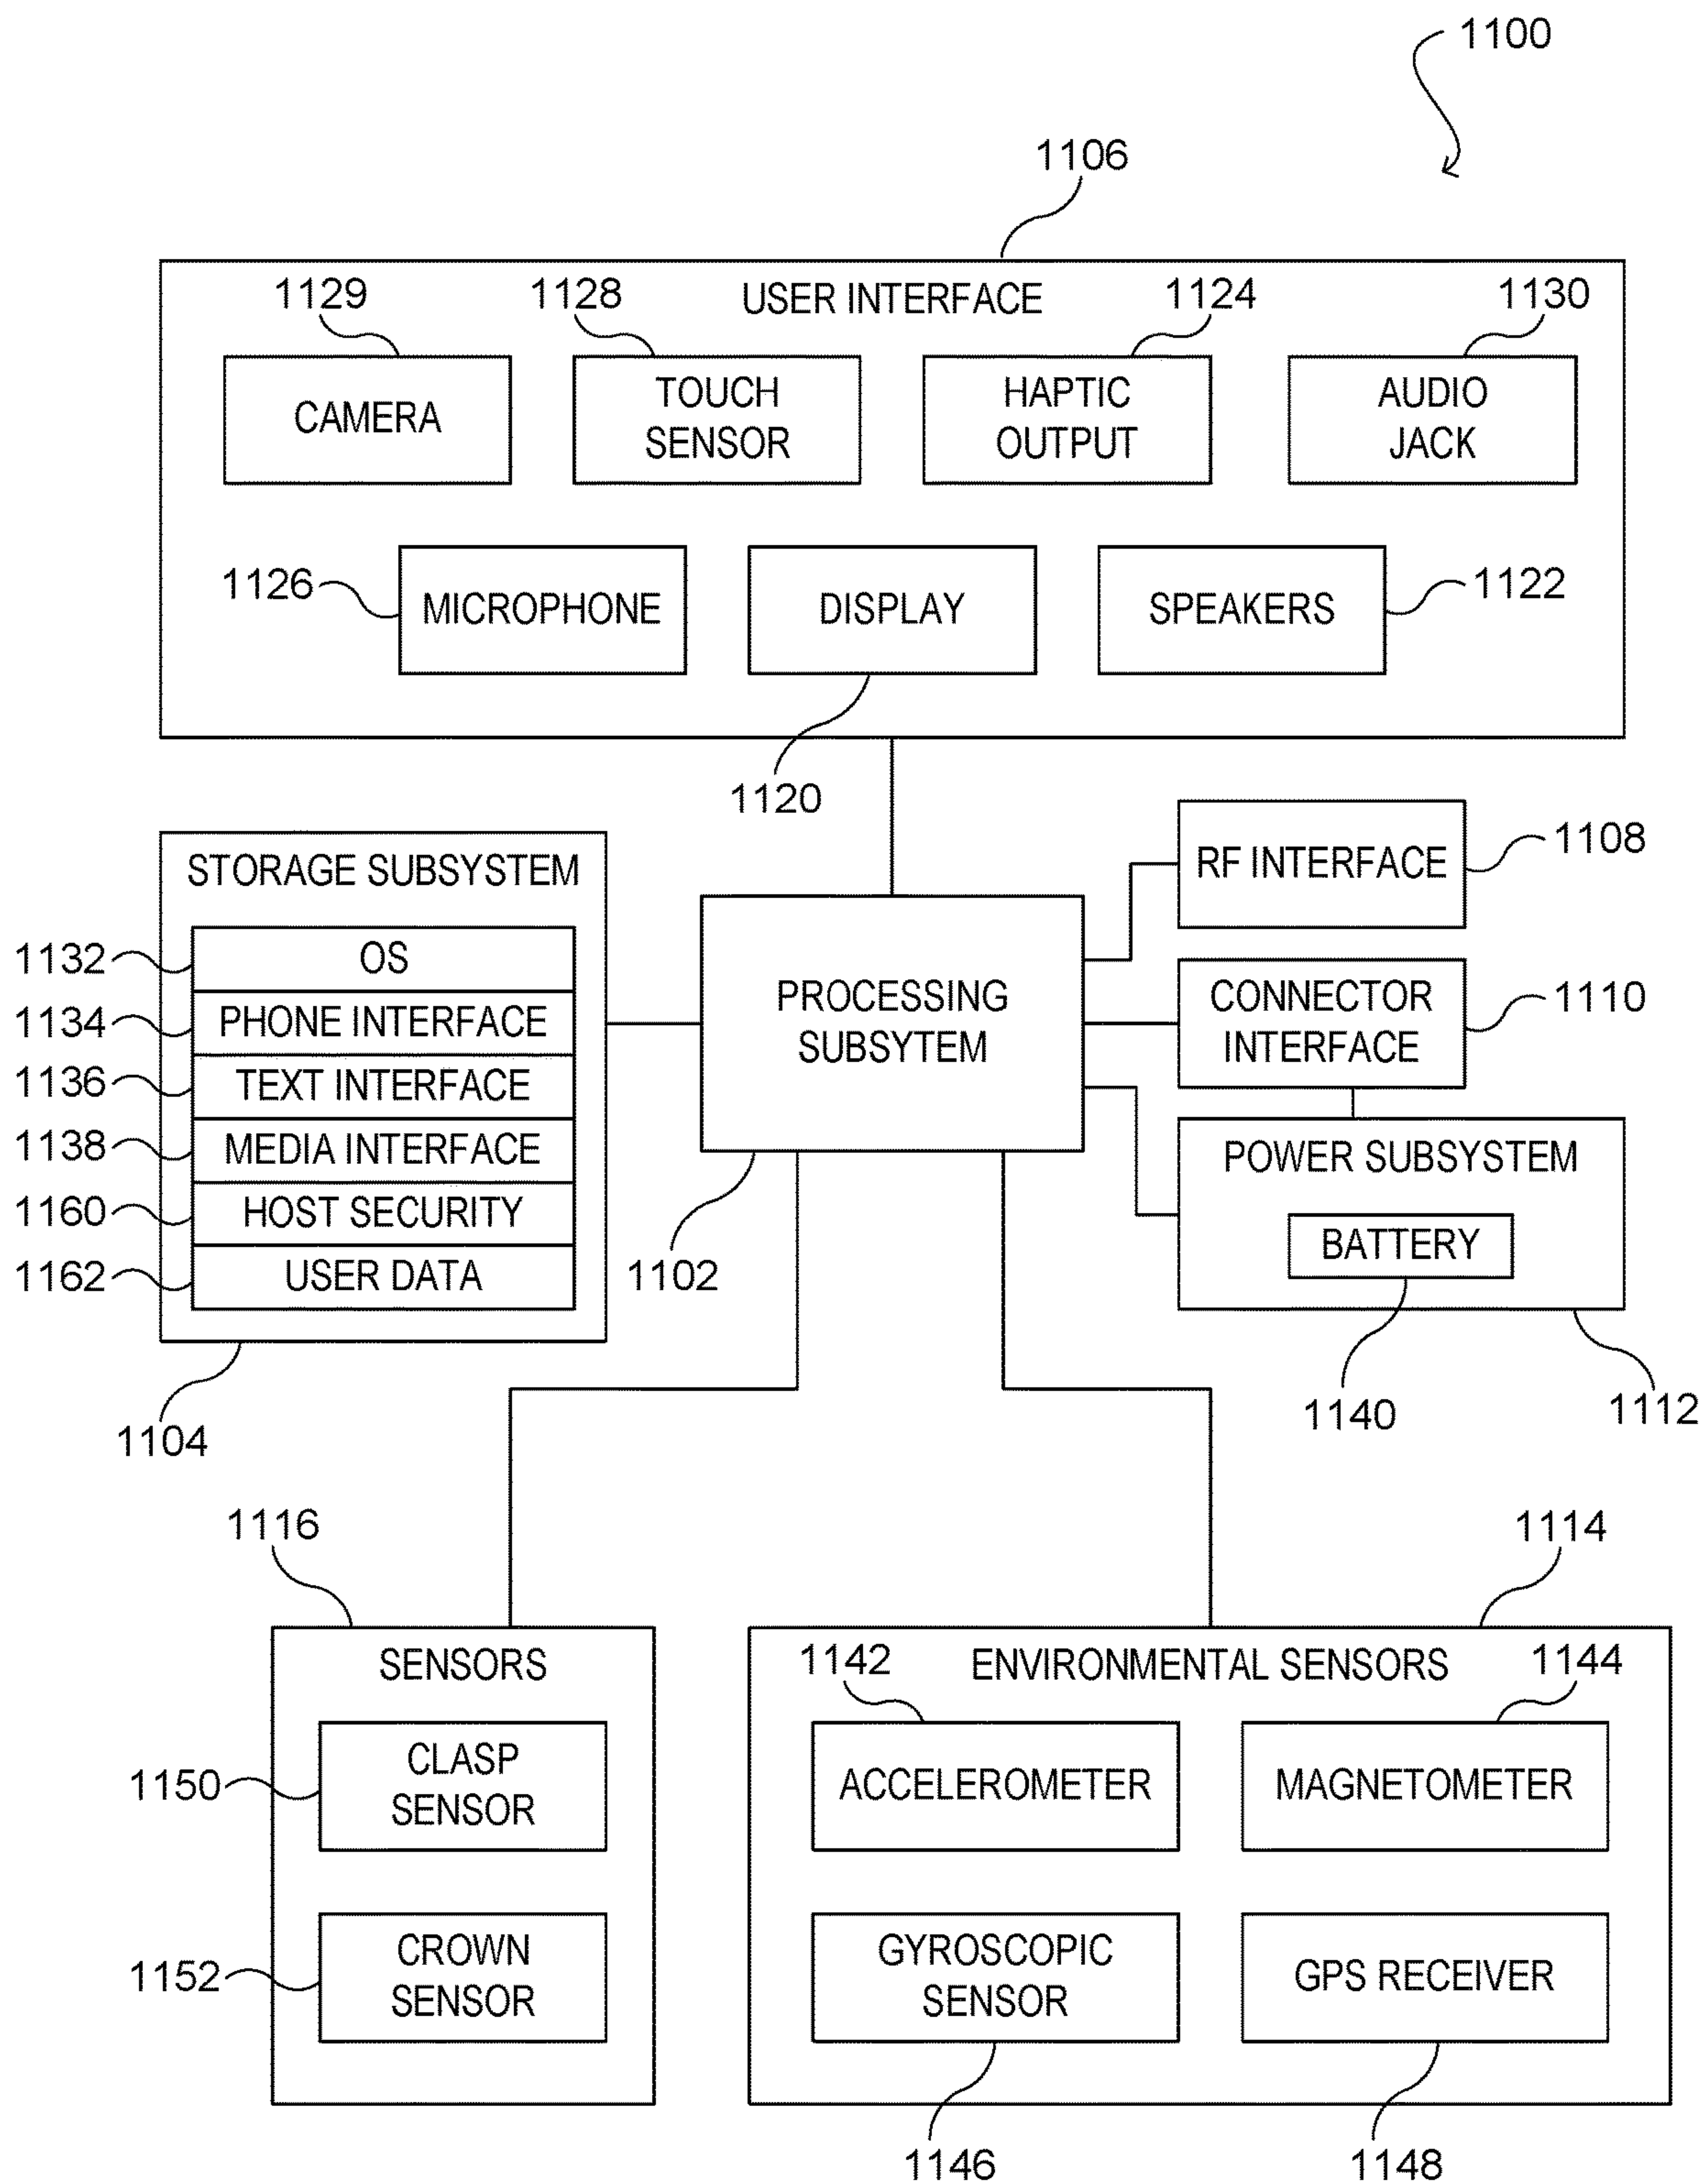 1100
1106
1129
1128
USER INTERFACE
1124
1130
CAMERA
TOUCH
SENSOR
HAPTIC
OUTPUT
AUDIO
JACK
1126
MICROPHONE
DISPLAY
SPEAKERS
1122
1120
STORAGE SUBSYSTEM
1132
OS
1134
PHONE INTERFACE
1136
TEXT INTERFACE
1138
MEDIA INTERFACE
1160
HOST SECURITY
1162
USER DATA
1104
PROCESSING
SUBSYTEM
1102
RF INTERFACE
1108
CONNECTOR
INTERFACE
1110
POWER SUBSYSTEM
BATTERY
1140
1112
1116
SENSORS
1150
CLASP
SENSOR
1152
CROWN
SENSOR
1114
1142
ENVIRONMENTAL SENSORS
1144
ACCELEROMETER
MAGNETOMETER
GYROSCOPIC
SENSOR
GPS RECEIVER
1146
1148